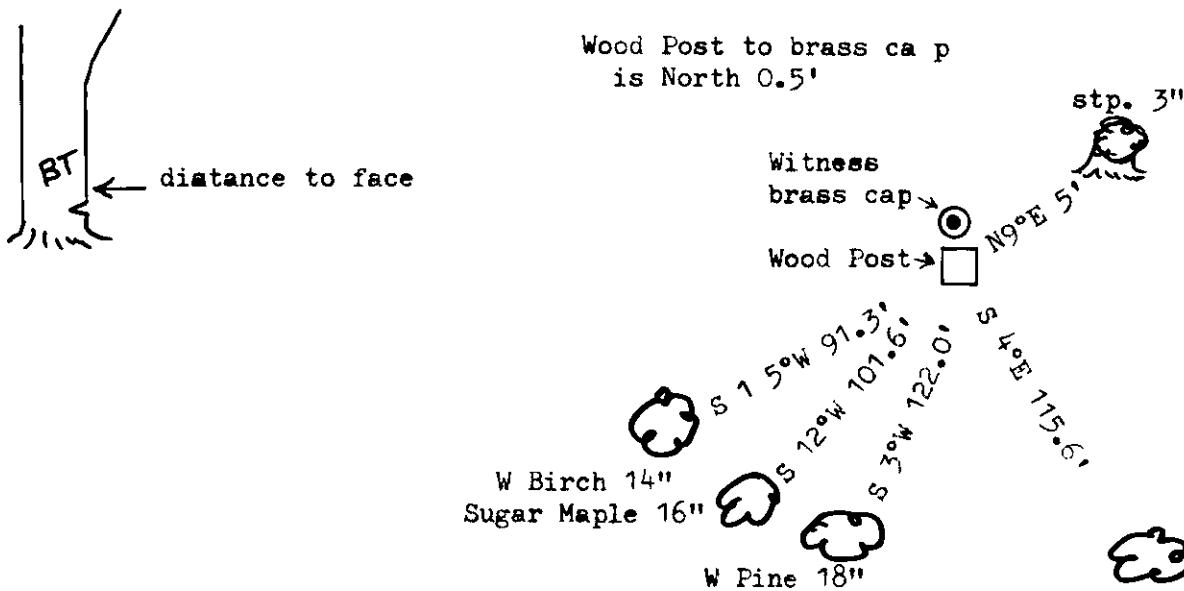 Wood Post to brass ca p
is North 0.5'
stp. 3"
BT
diatance to face
Witness
brass cap
Wood Post
N9°E 5'
S 1 5°W 91.3'
S 12°W 101.6'
S 3°W 122.0'
S 4°E 115.6'
W Birch 14"
Sugar Maple 16"
W Pine 18"